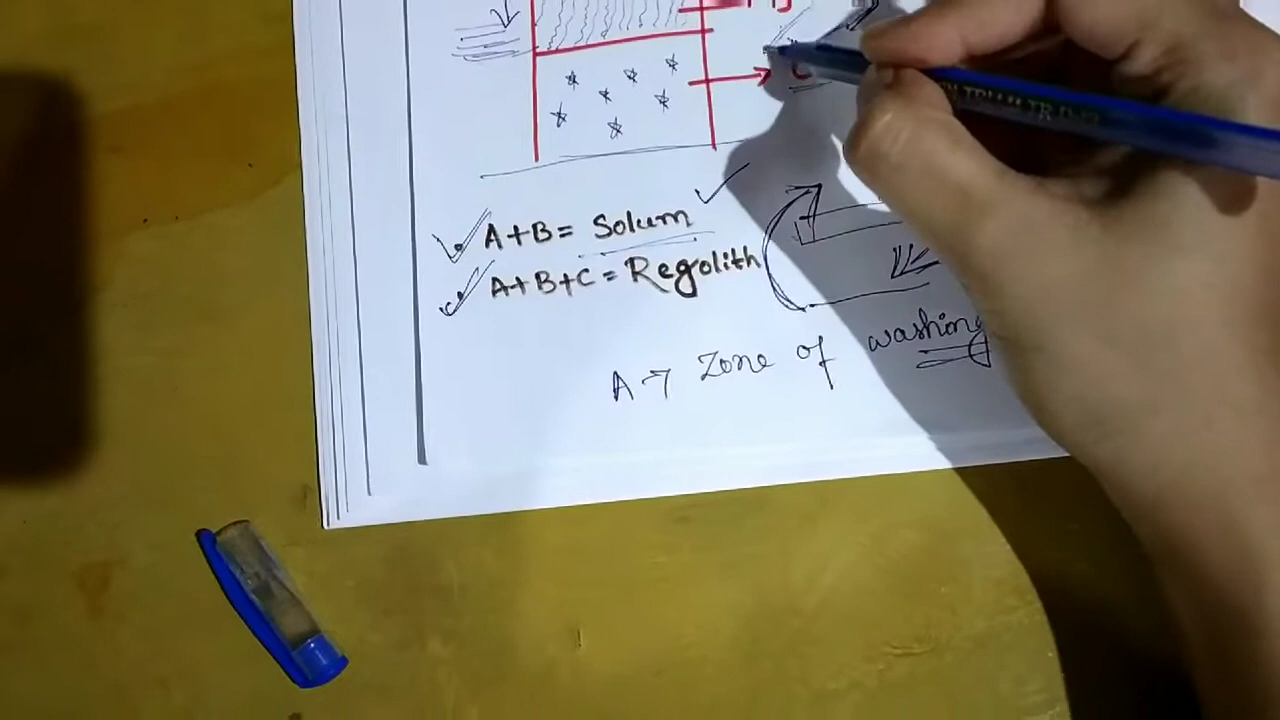 C
A+B= Solum
A+B+C = Regolith
A → Zone of washing